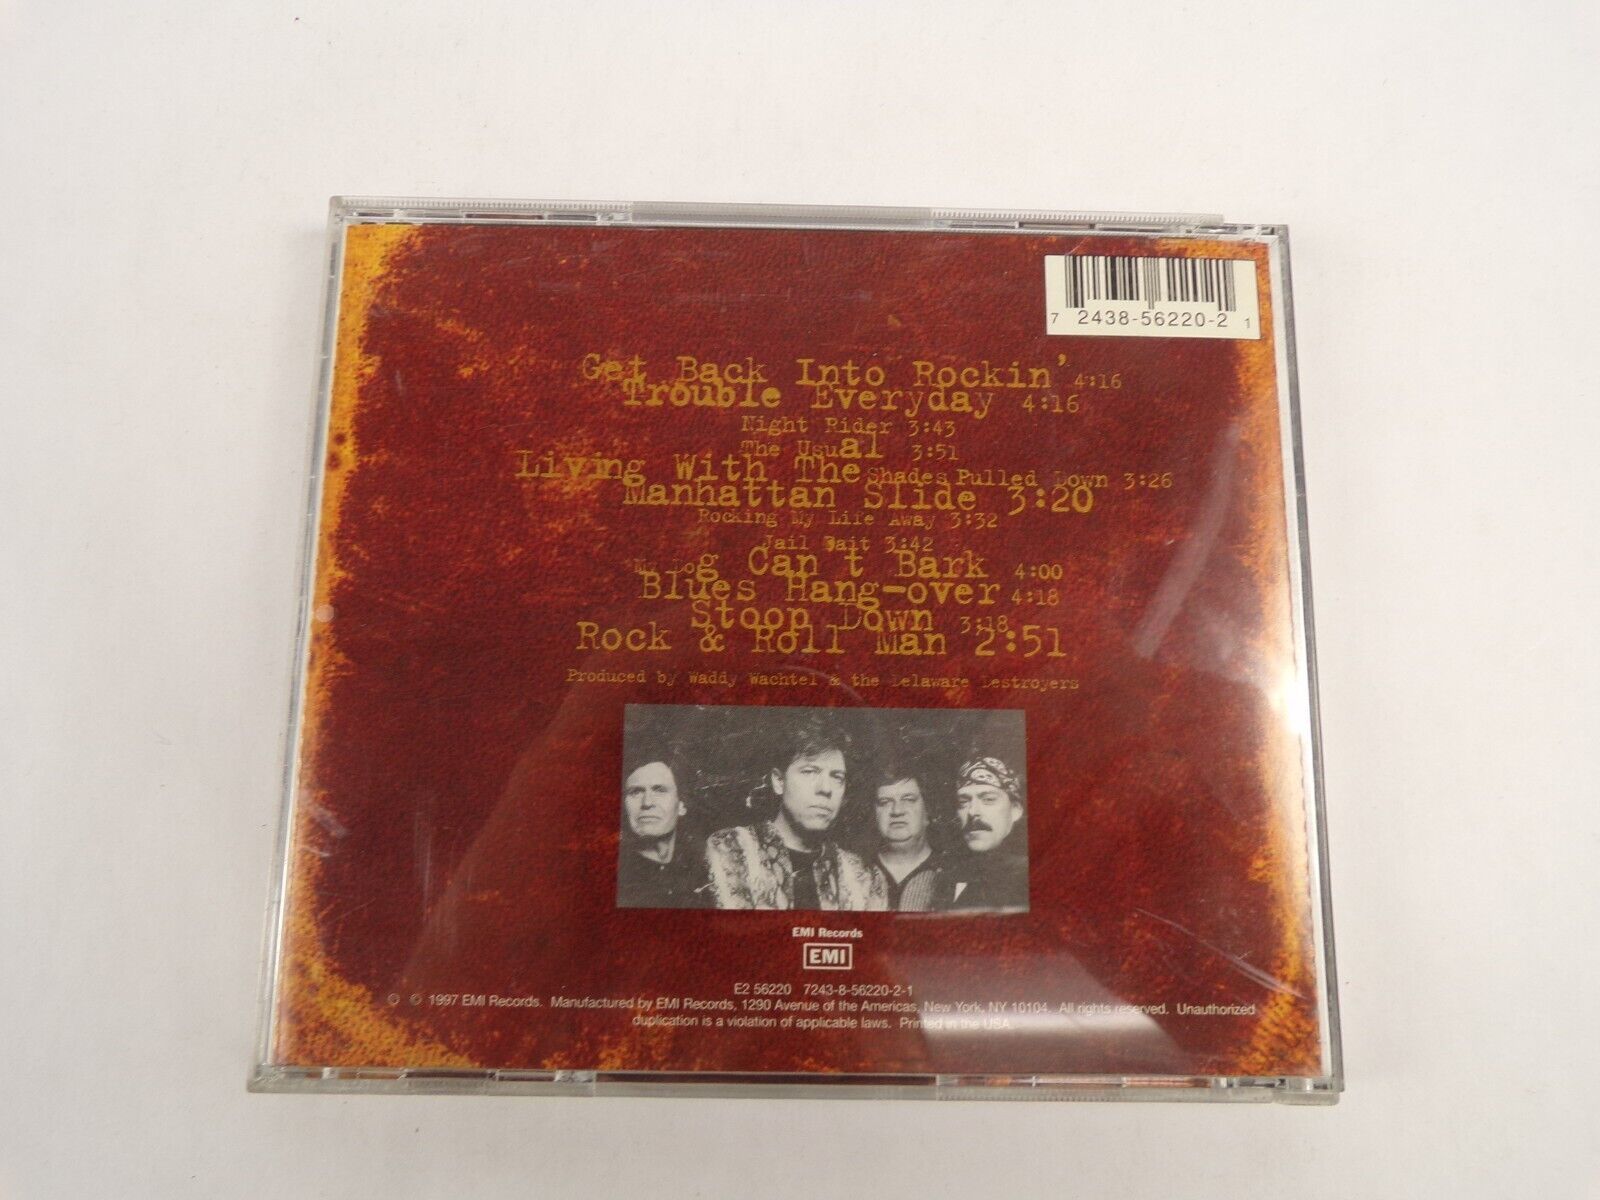 7 2438-56220-2 1
Get Back Into Rockin' 4:16
Trouble Everyday 4:16
Night Rider 3:43
The Usual 3:51
Living With The Shades Pulled Down 3:26
Manhattan Slide 3:20
Rocking My Life Away 3:32
Jail Bait 3:42
My Dog Can't Bark 4:00
Blues Hang-over 4:18
Stoop Down 3:18
Rock & Roll Man 2:51
Produced by Waddy Wachtel & the Delaware Destroyers
EMI Records
EMI
E2 56220 7243-8-56220-2-1
℗ © 1997 EMI Records. Manufactured by EMI Records, 1290 Avenue of the Americas, New York, NY 10104. All rights reserved. Unauthorized
duplication is a violation of applicable laws. Printed in the USA.